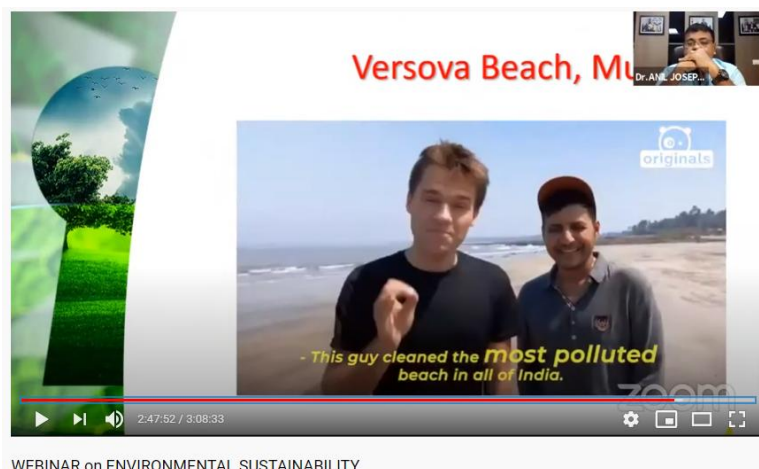 Versova Beach, Mu
Dr.ANIL JOSEP...
originals
- This guy cleaned the most polluted
beach in all of India.
zoom
2:47:52 / 3:08:33
WEBINAR on ENVIRONMENTAL SUSTAINABILITY